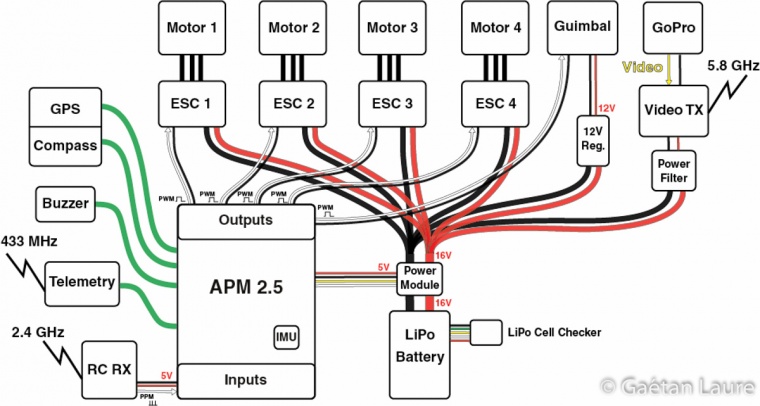 Motor 1
Motor 2
Motor 3
Motor 4
Guimbal
GoPro
Video
5.8 GHz
ESC 1
ESC 2
ESC 3
ESC 4
12V
Video TX
GPS
Compass
12V
Reg.
Power
Filter
Buzzer
PWM
PWM
PWM
PWM
PWM
Outputs
433 MHz
Telemetry
APM 2.5
5V
16V
Power
Module
16V
2.4 GHz
IMU
LiPo
Battery
LiPo Cell Checker
RC RX
5V
PPM
Inputs
© Gaétan Laure